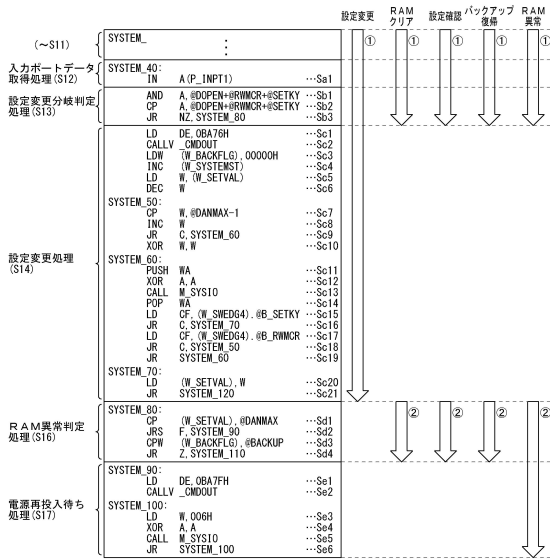 設定変更
RAM
クリア
設定確認
バックアップ
復帰
RAM
異常
① ① ① ① ①
(～S11)
SYSTEM_
⋮
入力ポートデータ
取得処理(S12)
SYSTEM_40:
IN A(P_INPT1) …Sa1
設定変更分岐判定
処理(S13)
AND A,@DOPEN+@RWMCR+@SETKY …Sb1
CP A,@DOPEN+@RWMCR+@SETKY …Sb2
JR NZ,SYSTEM_80 …Sb3
設定変更処理
(S14)
LD DE,0BA76H …Sc1
CALLV _CMDOUT …Sc2
LDW (W_BACKFLG),00000H …Sc3
INC (W_SYSTEMST) …Sc4
LD W,(W_SETVAL) …Sc5
DEC W …Sc6
SYSTEM_50:
CP W,@DANMAX-1 …Sc7
INC W …Sc8
JR C,SYSTEM_60 …Sc9
XOR W,W …Sc10
SYSTEM_60:
PUSH WA …Sc11
XOR A,A …Sc12
CALL M_SYSIO …Sc13
POP WA …Sc14
LD CF,(W_SWEDG4).@B_SETKY …Sc15
JR C,SYSTEM_70 …Sc16
LD CF,(W_SWEDG4).@B_RWMCR …Sc17
JR C,SYSTEM_50 …Sc18
JR SYSTEM_60 …Sc19
SYSTEM_70:
LD (W_SETVAL),W …Sc20
JR SYSTEM_120 …Sc21
② ② ② ②
RAM異常判定
処理(S16)
SYSTEM_80:
CP (W_SETVAL),@DANMAX …Sd1
JRS F,SYSTEM_90 …Sd2
CPW (W_BACKFLG),@BACKUP …Sd3
JR Z,SYSTEM_110 …Sd4
電源再投入待ち
処理(S17)
SYSTEM_90:
LD DE,0BA7FH …Se1
CALLV _CMDOUT …Se2
SYSTEM_100:
LD W,006H …Se3
XOR A,A …Se4
CALL M_SYSIO …Se5
JR SYSTEM_100 …Se6